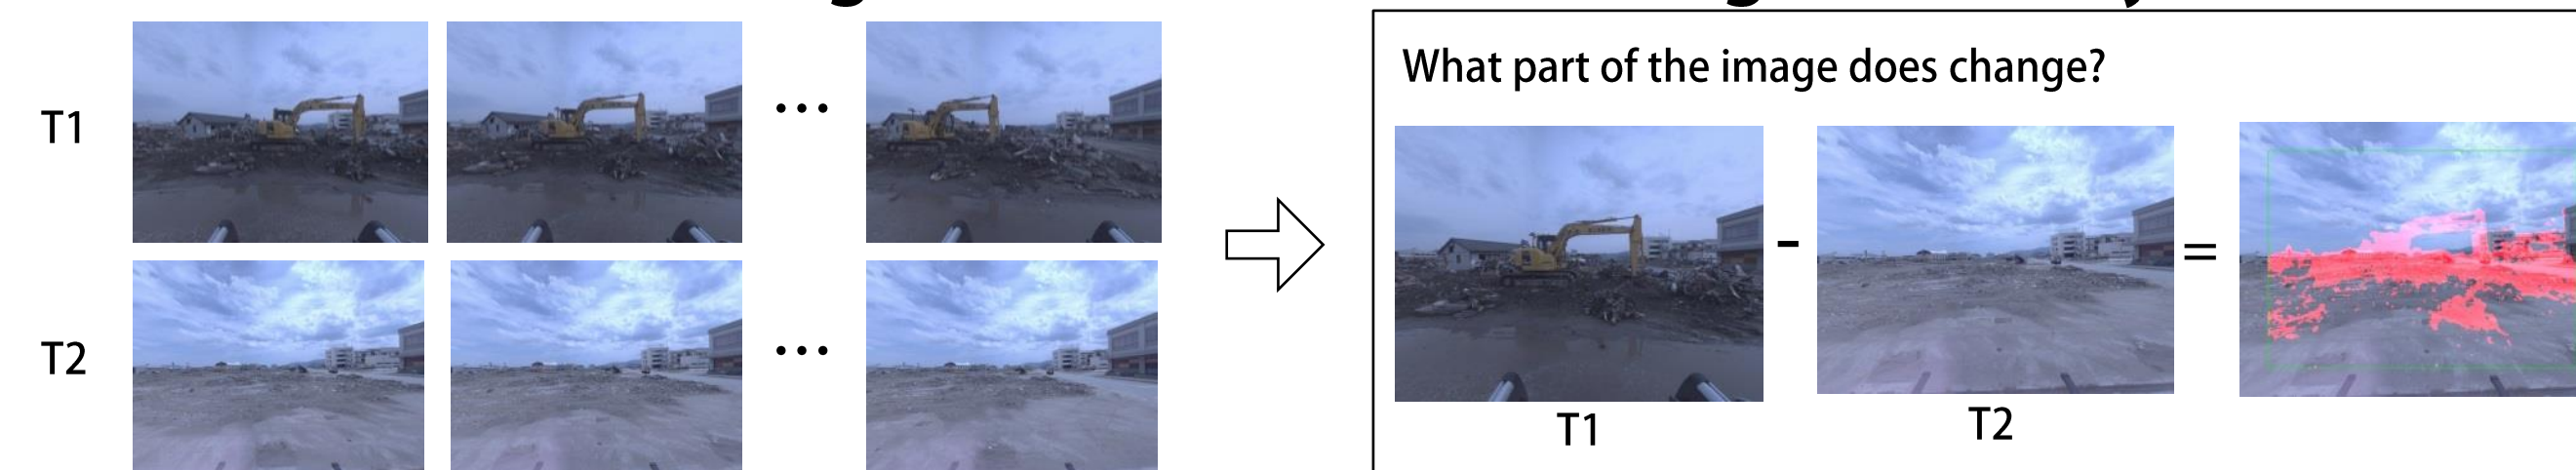 T1
...
T2
...
What part of the image does change?
-
=
T1
T2